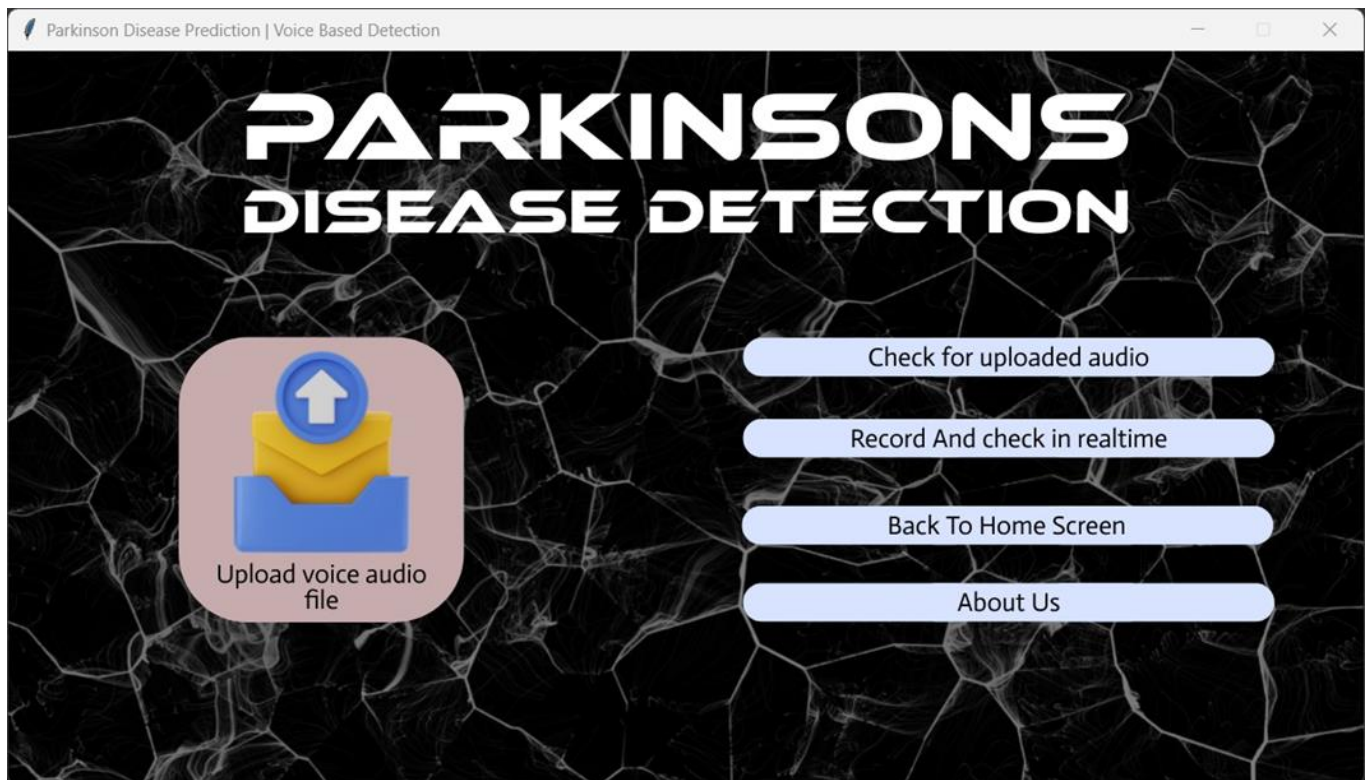 Parkinson Disease Prediction | Voice Based Detection
PARKINSONS
DISEASE DETECTION
Upload voice audio
file
Check for uploaded audio
Record And check in realtime
Back To Home Screen
About Us